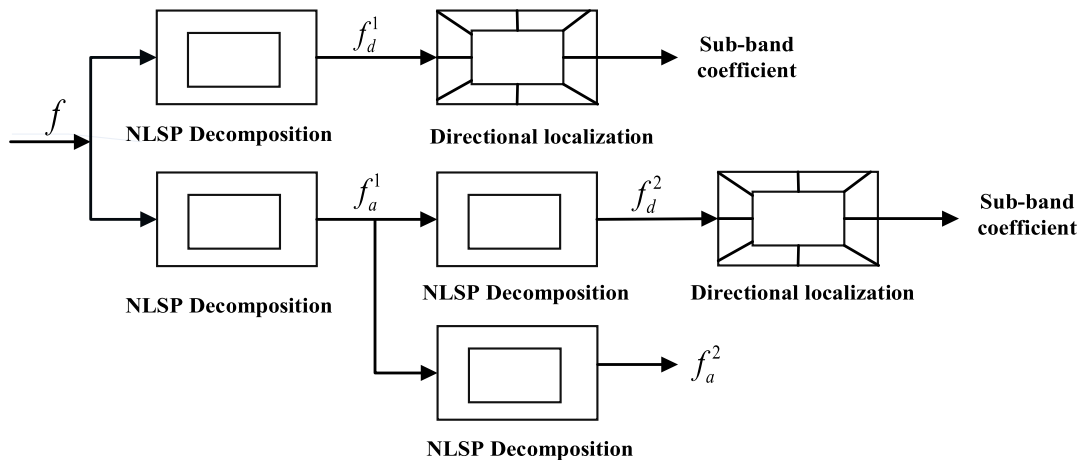 f
f_d^1
Sub-band
coefficient
NLSP Decomposition
Directional localization
f_a^1
f_d^2
Sub-band
coefficient
NLSP Decomposition
NLSP Decomposition
Directional localization
f_a^2
NLSP Decomposition